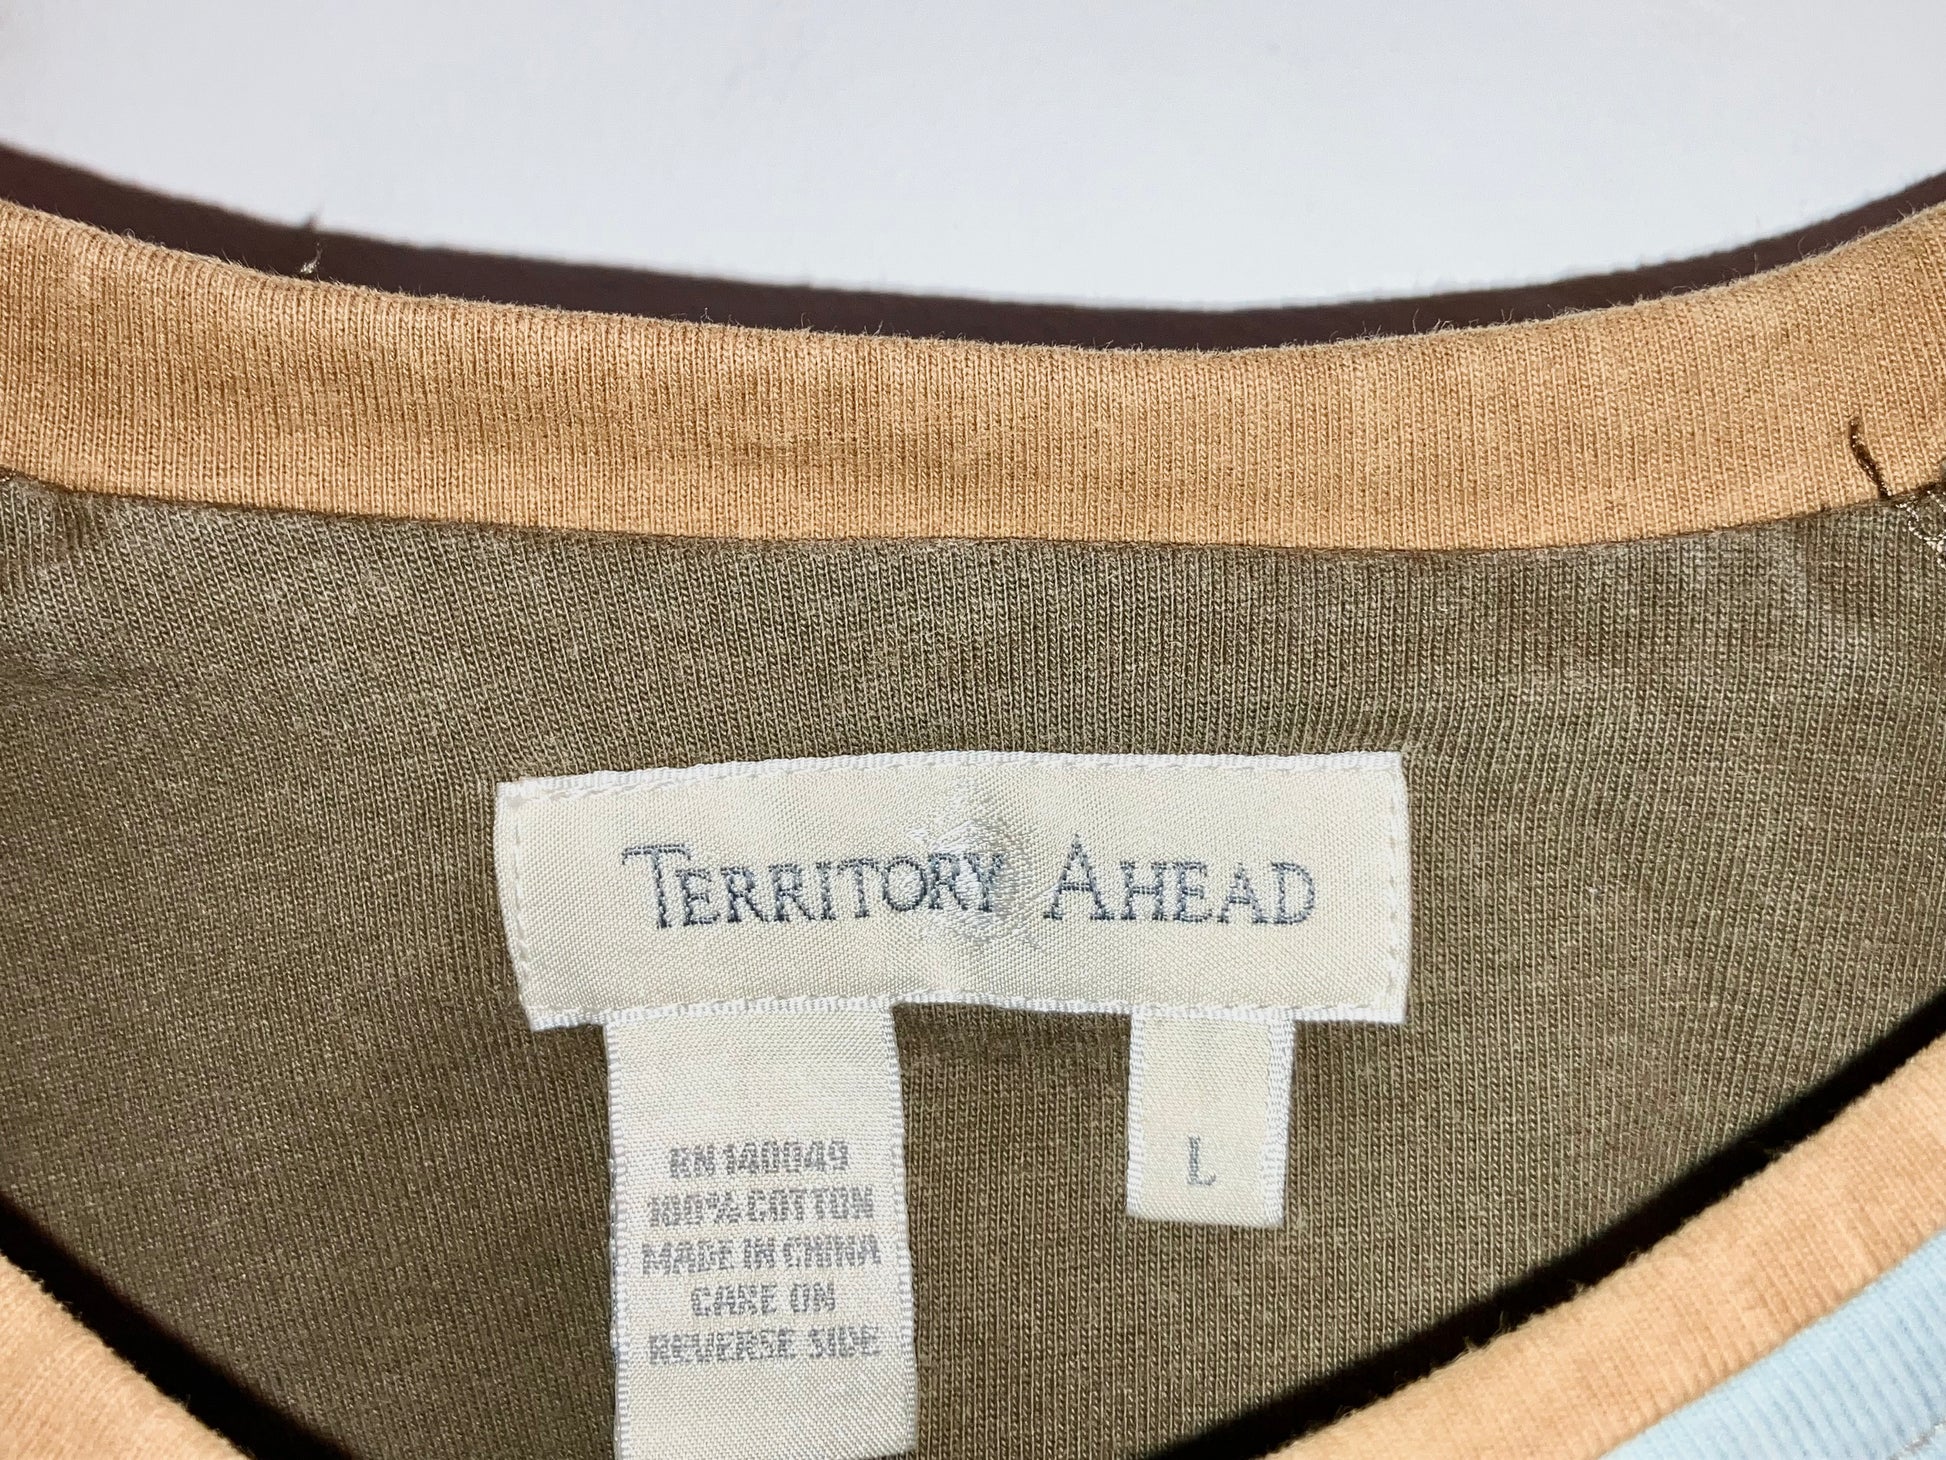 TERRITORY AHEAD
L
RN 140049
100% COTTON
MADE IN CHINA
CARE ON
REVERSE SIDE